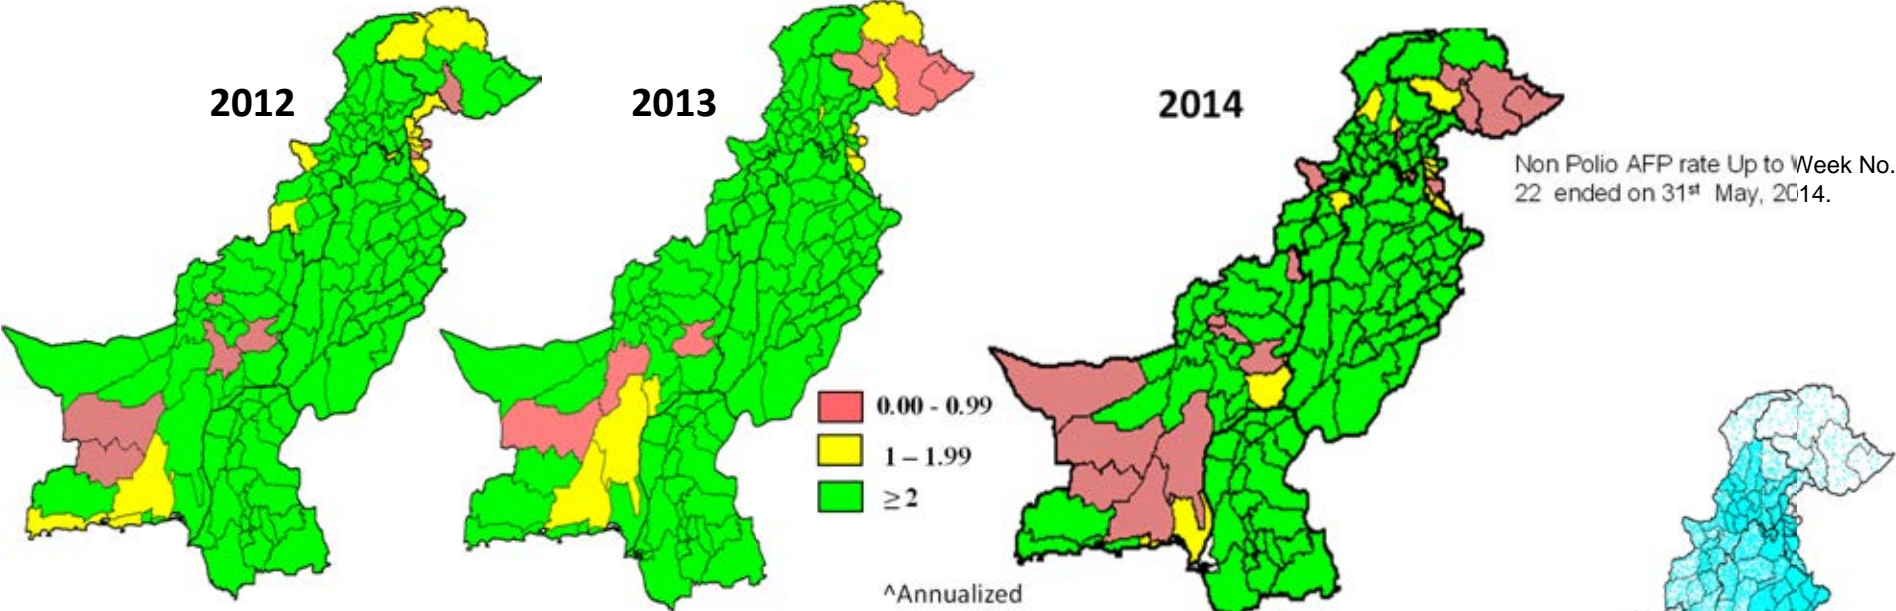 2012
2013
2014
Non Polio AFP rate Up to Week No.
22 ended on 31st May, 2014.
0.00 - 0.99
1 – 1.99
≥ 2
^Annualized